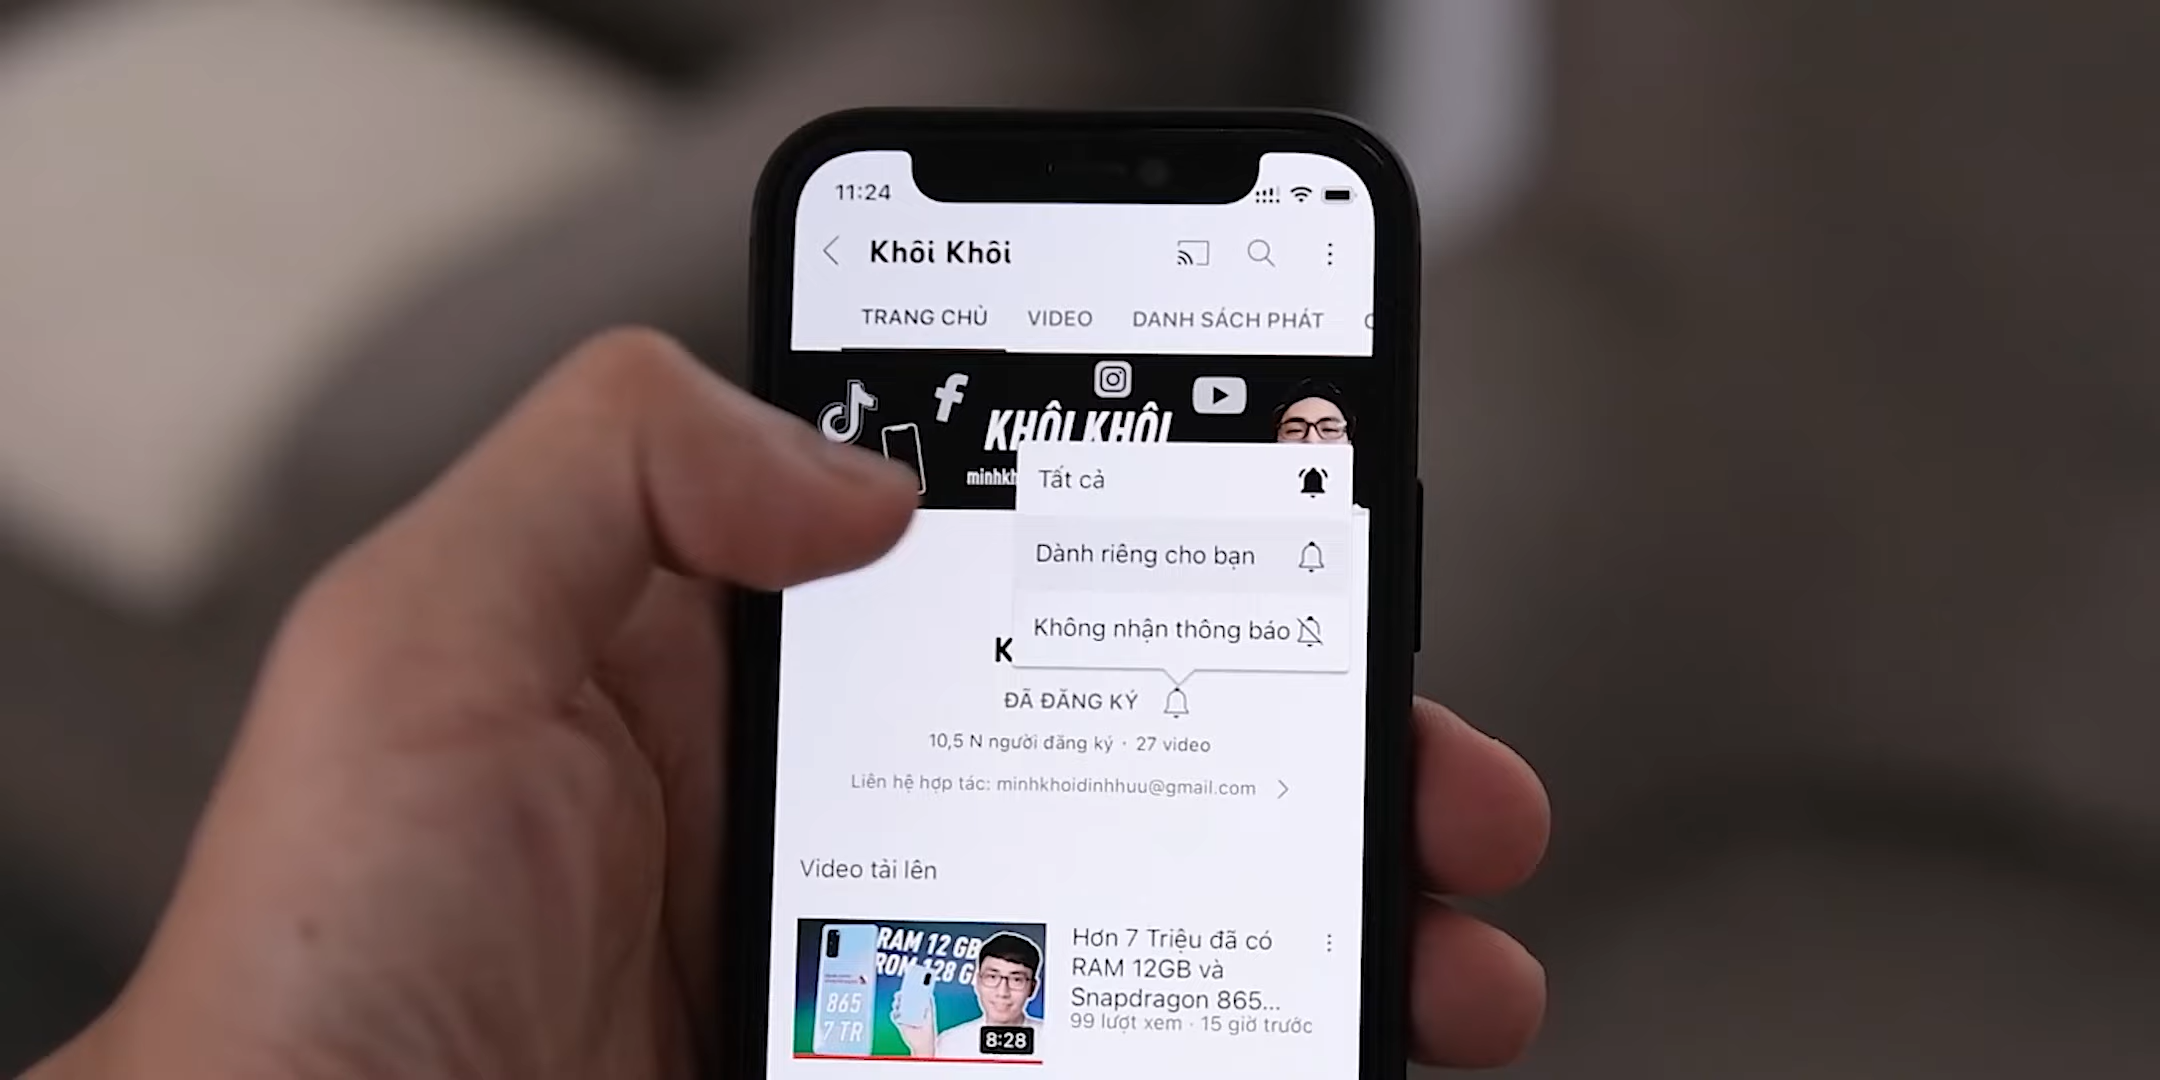 11:24
Khôi Khôi
TRANG CHỦ VIDEO DANH SÁCH PHÁT
KHÔI KHÔI
Tất cả
Dành riêng cho bạn
Không nhận thông báo
ĐÃ ĐĂNG KÝ
10,5 N người đăng ký · 27 video
Liên hệ hợp tác: minhkhoidinhhuu@gmail.com
Video tải lên
RAM 12 GB
ROM 128 G
865
7 TR
8:28
Hơn 7 Triệu đã có
RAM 12GB và
Snapdragon 865...
99 lượt xem · 15 giờ trước